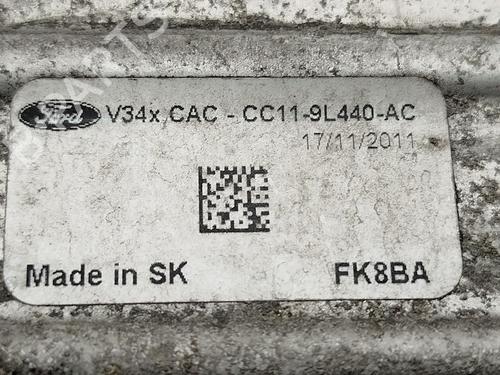 Ford V34x CAC - CC11-9L440-AC
17/11/2011
Made in SK FK8BA